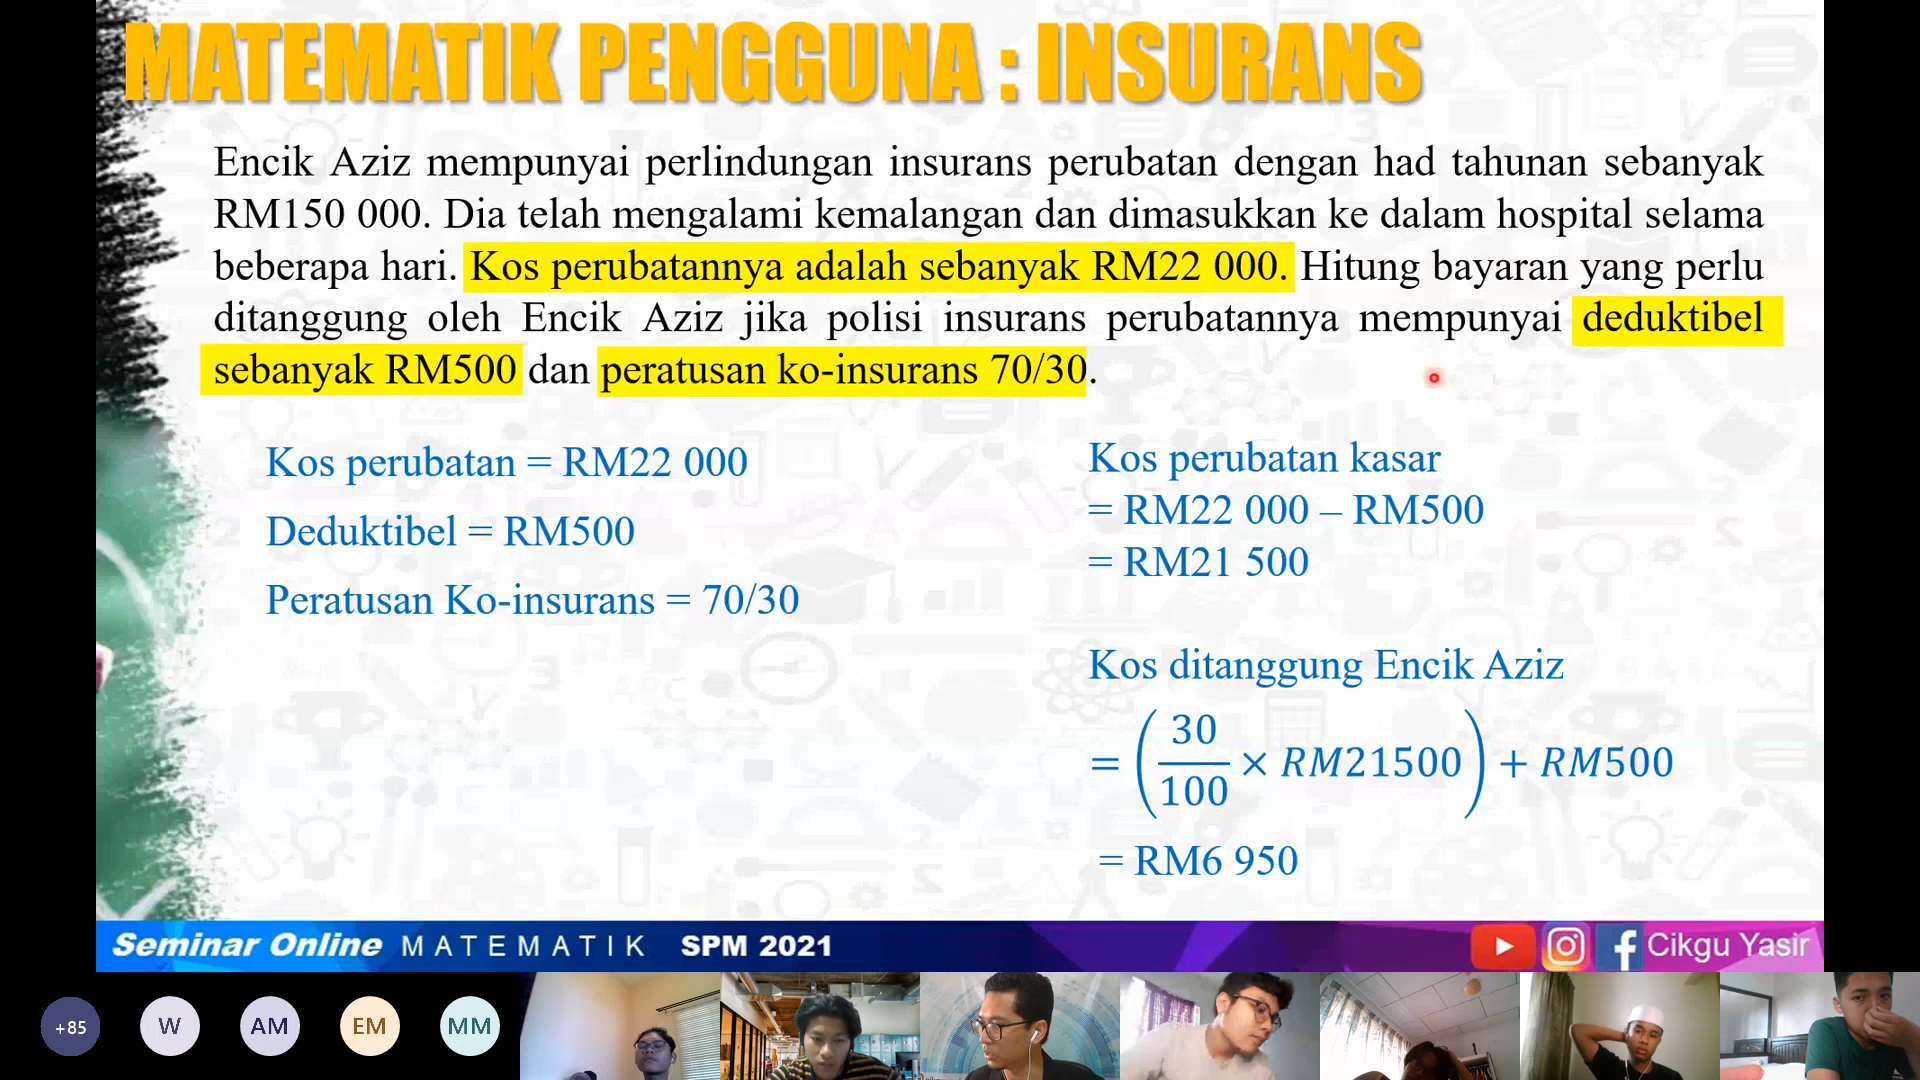 MATEMATIK PENGGUNA : INSURANS
Encik Aziz mempunyai perlindungan insurans perubatan dengan had tahunan sebanyak
RM150 000. Dia telah mengalami kemalangan dan dimasukkan ke dalam hospital selama
beberapa hari. Kos perubatannya adalah sebanyak RM22 000. Hitung bayaran yang perlu
ditanggung oleh Encik Aziz jika polisi insurans perubatannya mempunyai deduktibel
sebanyak RM500 dan peratusan ko-insurans 70/30.
Kos perubatan = RM22 000
Deduktibel = RM500
Peratusan Ko-insurans = 70/30
Kos perubatan kasar
= RM22 000 – RM500
= RM21 500
Kos ditanggung Encik Aziz
= (30/100 × RM21500) + RM500
= RM6 950
Seminar Online MATEMATIK SPM 2021
Cikgu Yasir
+85 W AM EM MM